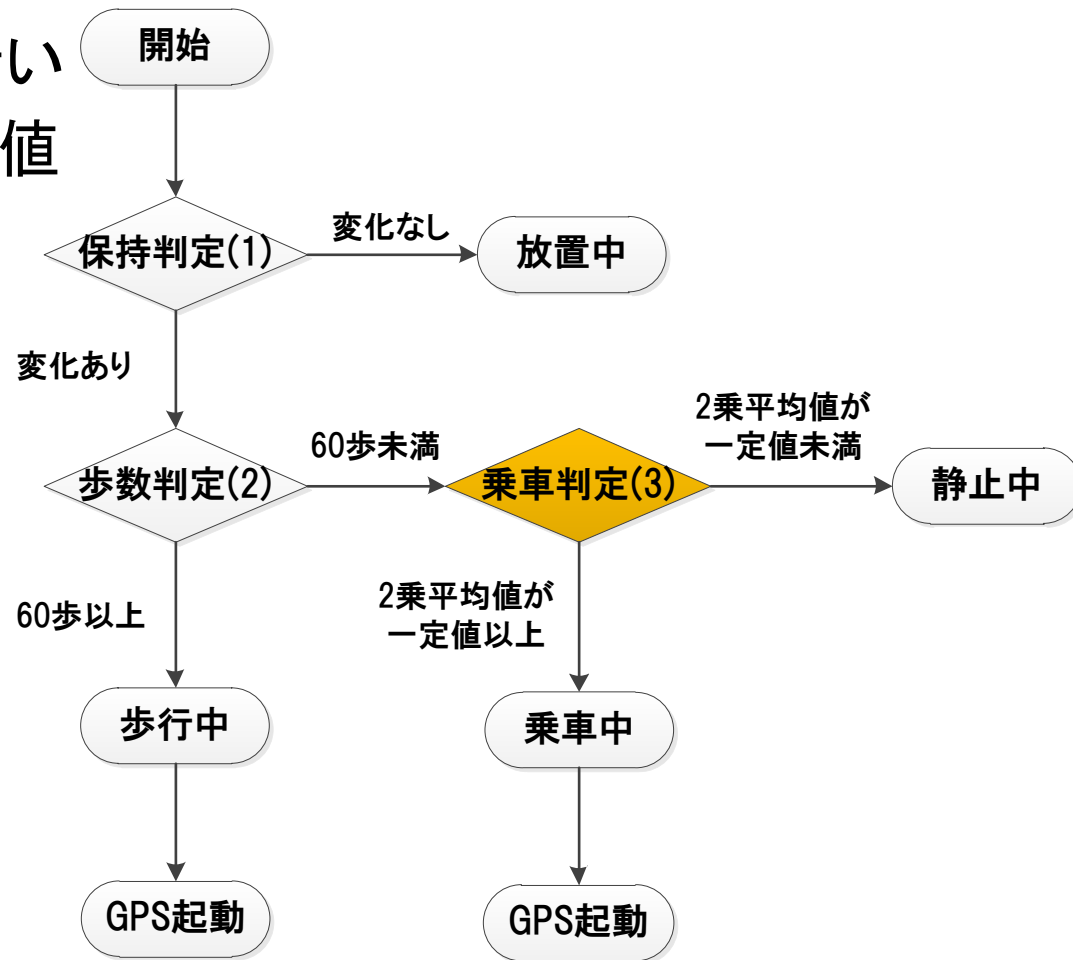 い
値
開始
保持判定(1)
変化なし
放置中
変化あり
歩数判定(2)
60歩未満
乗車判定(3)
2乗平均値が
一定値未満
静止中
60歩以上
2乗平均値が
一定値以上
歩行中
乗車中
GPS起動
GPS起動